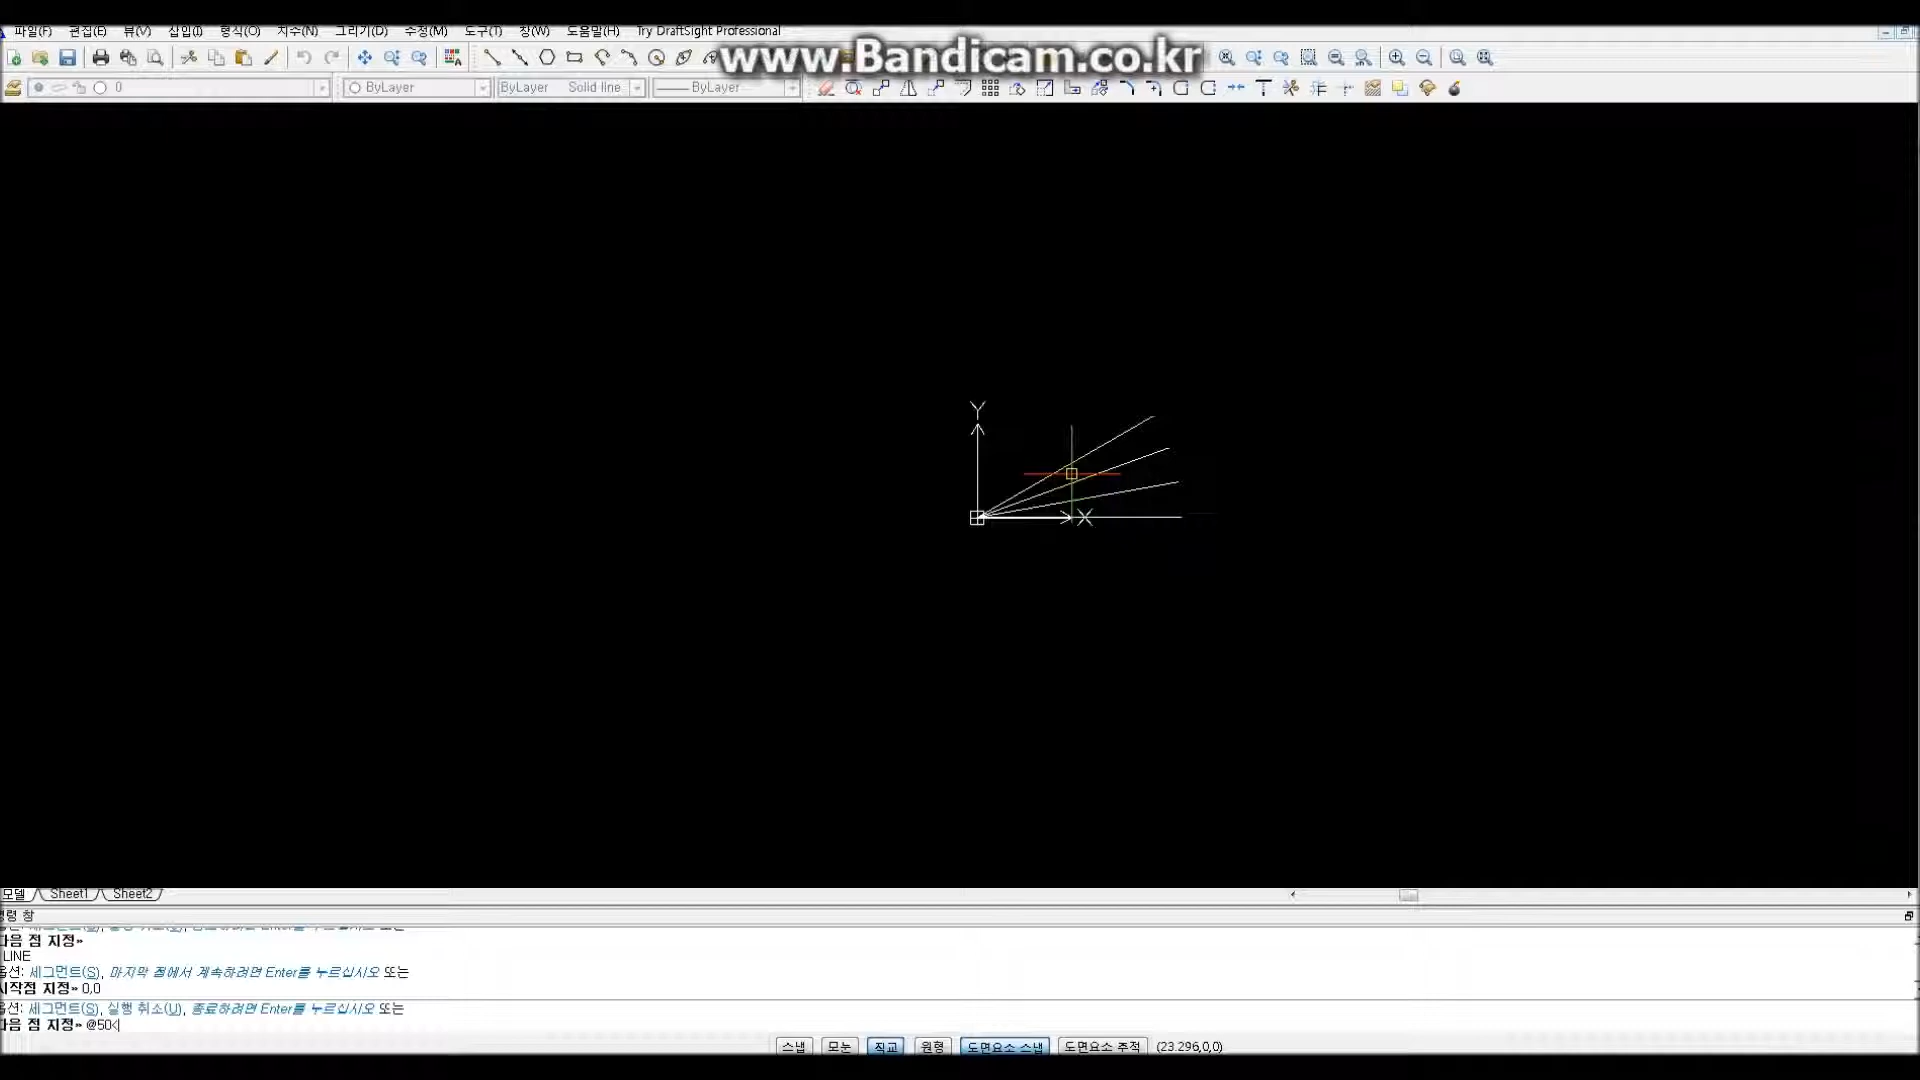 파일(F) 편집(E) 뷰(V) 삽입(I) 형식(O) 치수(N) 그리기(D) 수정(M) 도구(T) 창(W) 도움말(H) Try DraftSight Professional
www.Bandicam.co.kr
0 ByLayer ByLayer Solid line ByLayer
Y
X
모델 Sheet1 Sheet2
명령 창
다음 점 지정»
LINE
옵션: 세그먼트(S), 마지막 점에서 계속하려면 Enter를 누르십시오 또는
시작점 지정» 0,0
옵션: 세그먼트(S), 실행 취소(U), 종료하려면 Enter를 누르십시오 또는
다음 점 지정» @50<
스냅 모눈 직교 원형 도면요소 스냅 도면요소 추적 (23.296,0,0)